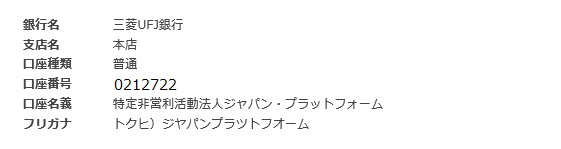 銀行名 三菱UFJ銀行
支店名 本店
口座種類 普通
口座番号 0212722
口座名義 特定非営利活動法人ジャパン・プラットフォーム
フリガナ トクヒ）ジヤパンプラツトフオーム